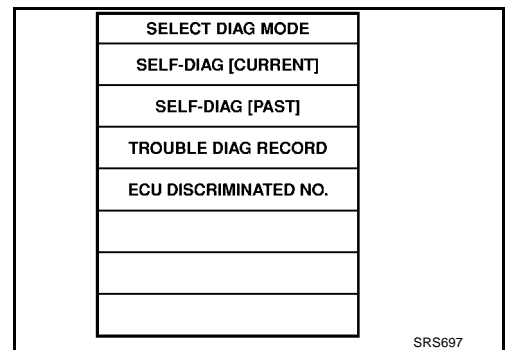 SELECT DIAG MODE
SELF-DIAG [CURRENT]
SELF-DIAG [PAST]
TROUBLE DIAG RECORD
ECU DISCRIMINATED NO.
SRS697